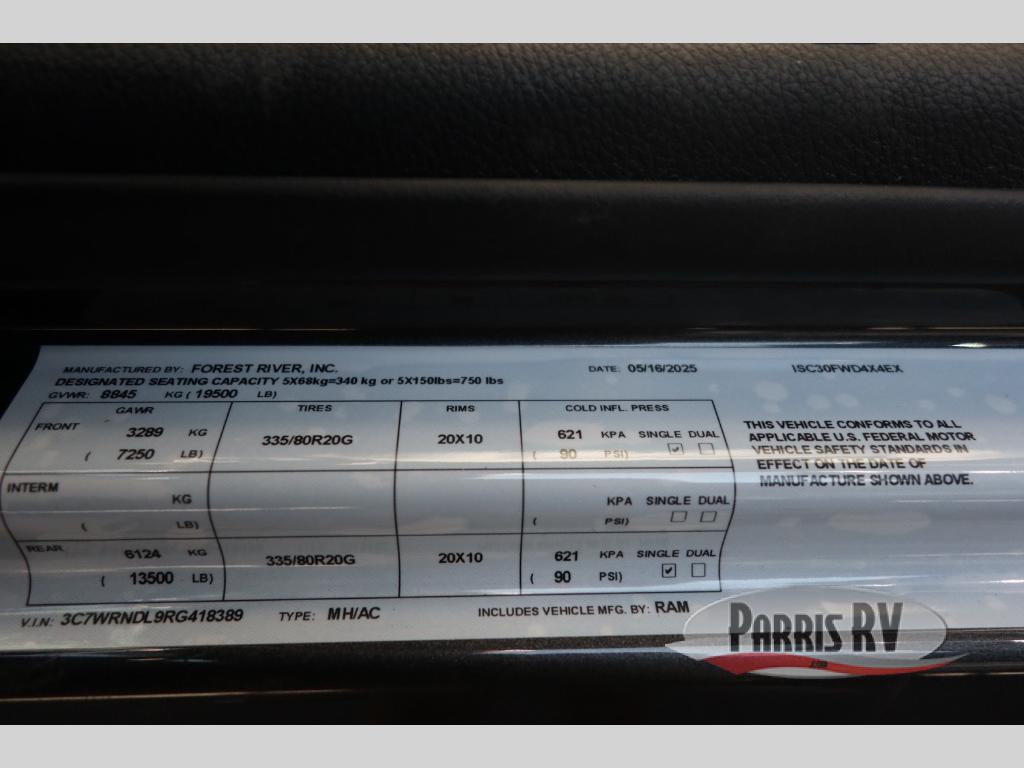 MANUFACTURED BY: FOREST RIVER, INC. DATE: 05/16/2025 ISC30FWD4X4EX
DESIGNATED SEATING CAPACITY 5X68kg=340 kg or 5X150lbs=750 lbs
GVWR: 8845 KG ( 19500 LB)
GAWR TIRES RIMS COLD INFL. PRESS
FRONT 3289 KG 335/80R20G 20X10 621 KPA SINGLE DUAL
( 7250 LB) ( 90 PSI)
INTERM KG KPA SINGLE DUAL
( LB) ( PSI)
REAR 6124 KG 335/80R20G 20X10 621 KPA SINGLE DUAL
( 13500 LB) ( 90 PSI)
THIS VEHICLE CONFORMS TO ALL
APPLICABLE U.S. FEDERAL MOTOR
VEHICLE SAFETY STANDARDS IN
EFFECT ON THE DATE OF
MANUFACTURE SHOWN ABOVE.
V.I.N: 3C7WRNDL9RG418389 TYPE: MH/AC INCLUDES VEHICLE MFG. BY: RAM
PARRIS RV
.com